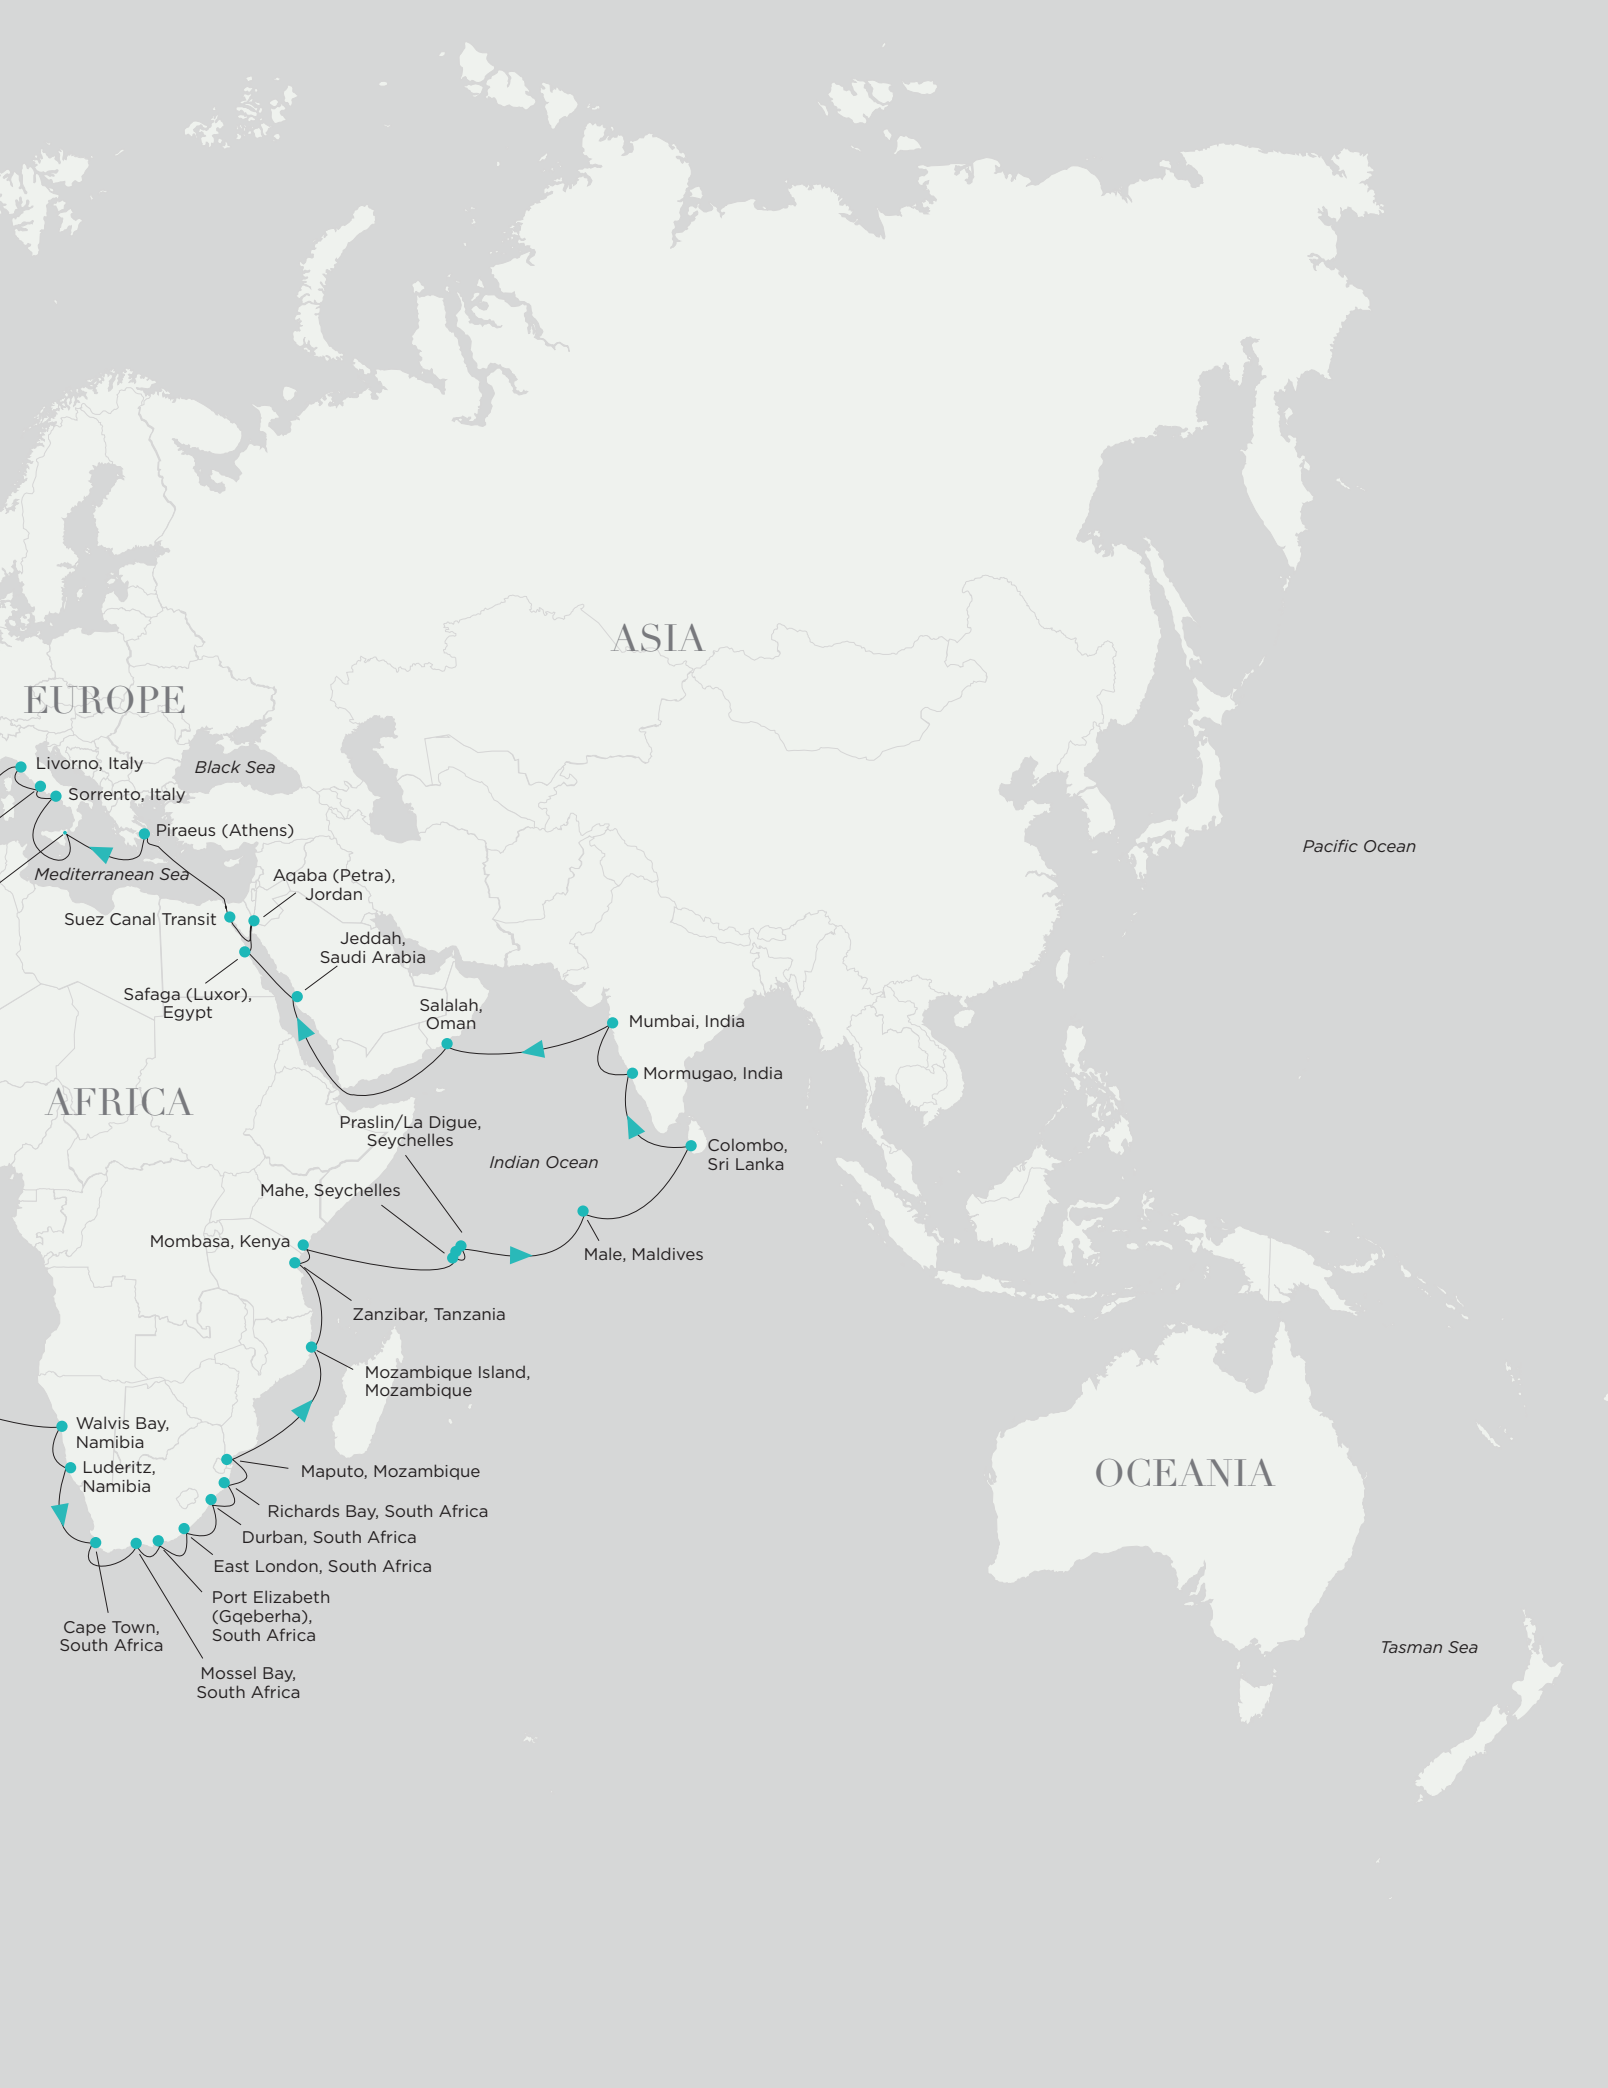 ASIA
EUROPE
Livorno, Italy
Black Sea
Sorrento, Italy
Piraeus (Athens)
Pacific Ocean
Mediterranean Sea
Aqaba (Petra),
Jordan
Suez Canal Transit
Jeddah,
Saudi Arabia
Safaga (Luxor),
Egypt
Salalah,
Oman
Mumbai, India
Mormugao, India
AFRICA
Praslin/La Digue,
Seychelles
Colombo,
Sri Lanka
Indian Ocean
Mahe, Seychelles
Mombasa, Kenya
Male, Maldives
Zanzibar, Tanzania
Mozambique Island,
Mozambique
Walvis Bay,
Namibia
Luderitz,
Namibia
Maputo, Mozambique
OCEANIA
Richards Bay, South Africa
Durban, South Africa
East London, South Africa
Port Elizabeth
(Gqeberha),
South Africa
Cape Town,
South Africa
Tasman Sea
Mossel Bay,
South Africa